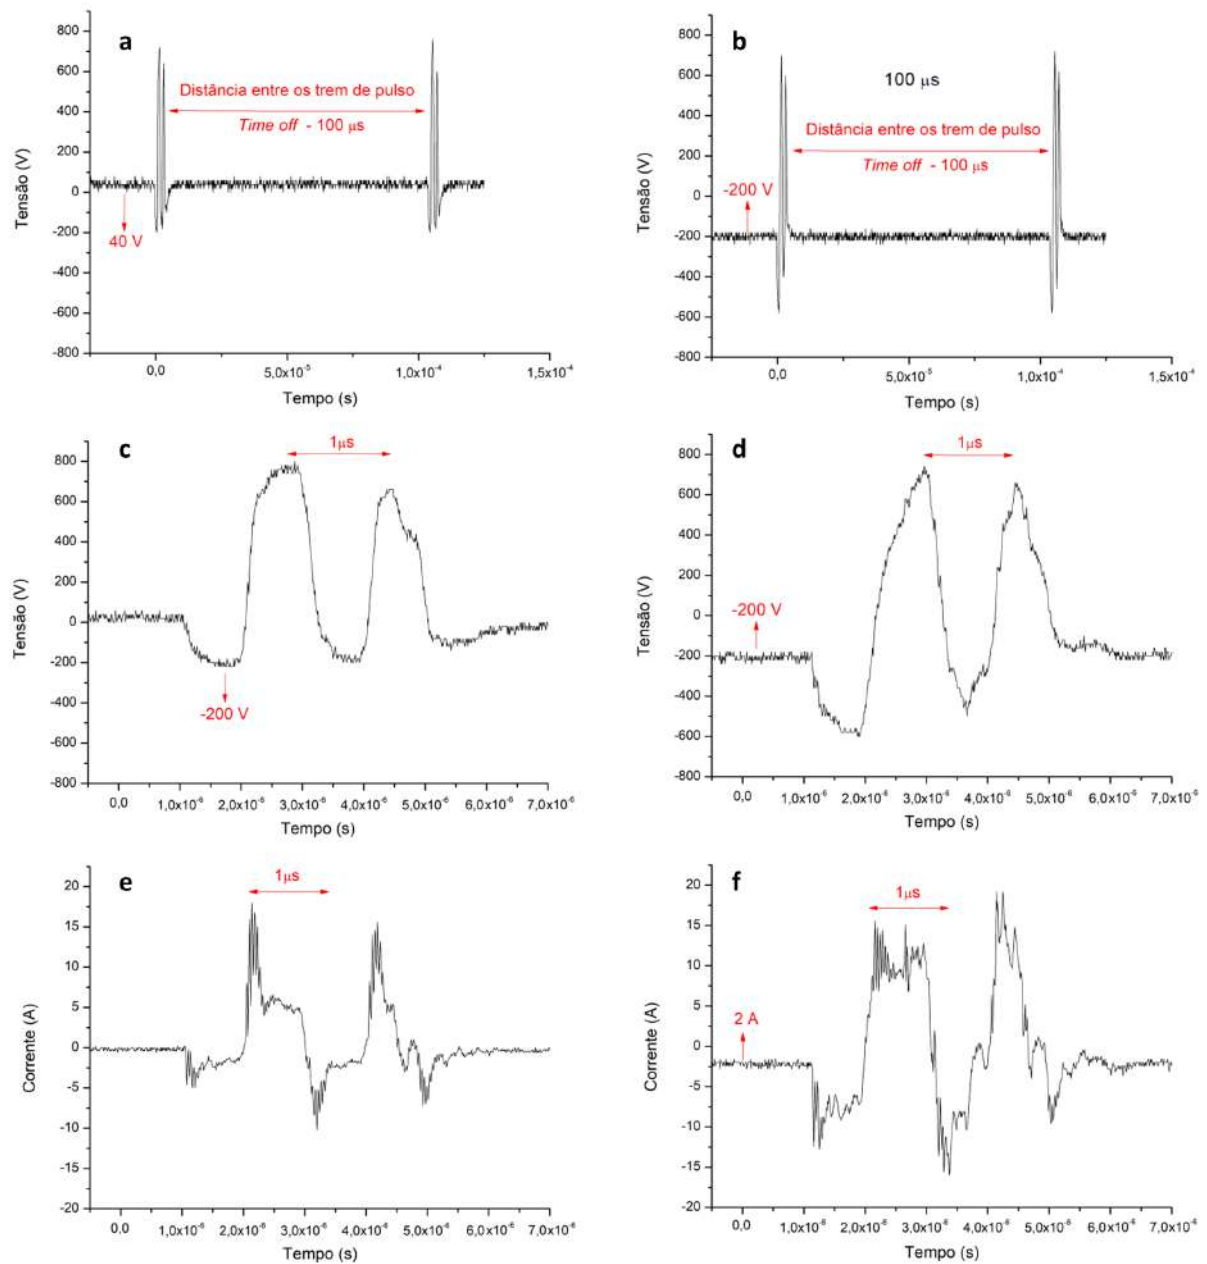 a
800
600
400
200
0
-200
-400
-600
-800
Tensão (V)
Distância entre os trem de pulso
Time off - 100 µs
40 V
0,0
5,0x10⁻⁵
1,0x10⁻⁴
1,5x10⁻⁴
Tempo (s)
b
800
600
400
200
0
-200
-400
-600
-800
Tensão (V)
100 µs
Distância entre os trem de pulso
Time off - 100 µs
-200 V
0,0
5,0x10⁻⁵
1,0x10⁻⁴
1,5x10⁻⁴
Tempo (s)
c
1µs
800
600
400
200
0
-200
-400
-600
-800
Tensão (V)
-200 V
0,0
1,0x10⁻⁶
2,0x10⁻⁶
3,0x10⁻⁶
4,0x10⁻⁶
5,0x10⁻⁶
6,0x10⁻⁶
7,0x10⁻⁶
Tempo (s)
d
1µs
800
600
400
200
0
-200
-400
-600
-800
Tensão (V)
-200 V
0,0
1,0x10⁻⁶
2,0x10⁻⁶
3,0x10⁻⁶
4,0x10⁻⁶
5,0x10⁻⁶
6,0x10⁻⁶
7,0x10⁻⁶
Tempo (s)
e
1µs
20
15
10
5
0
-5
-10
-15
-20
Corrente (A)
0,0
1,0x10⁻⁶
2,0x10⁻⁶
3,0x10⁻⁶
4,0x10⁻⁶
5,0x10⁻⁶
6,0x10⁻⁶
7,0x10⁻⁶
Tempo (s)
f
1µs
20
15
10
5
0
-5
-10
-15
-20
Corrente (A)
2 A
0,0
1,0x10⁻⁶
2,0x10⁻⁶
3,0x10⁻⁶
4,0x10⁻⁶
5,0x10⁻⁶
6,0x10⁻⁶
7,0x10⁻⁶
Tempo (s)